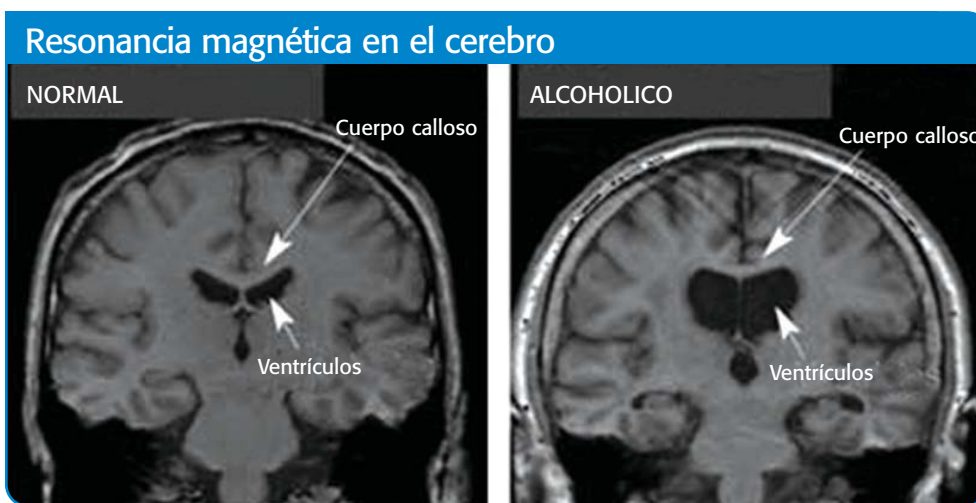 Resonancia magnética en el cerebro
NORMAL
Cuerpo calloso
Ventrículos
ALCOHOLICO
Cuerpo calloso
Ventrículos